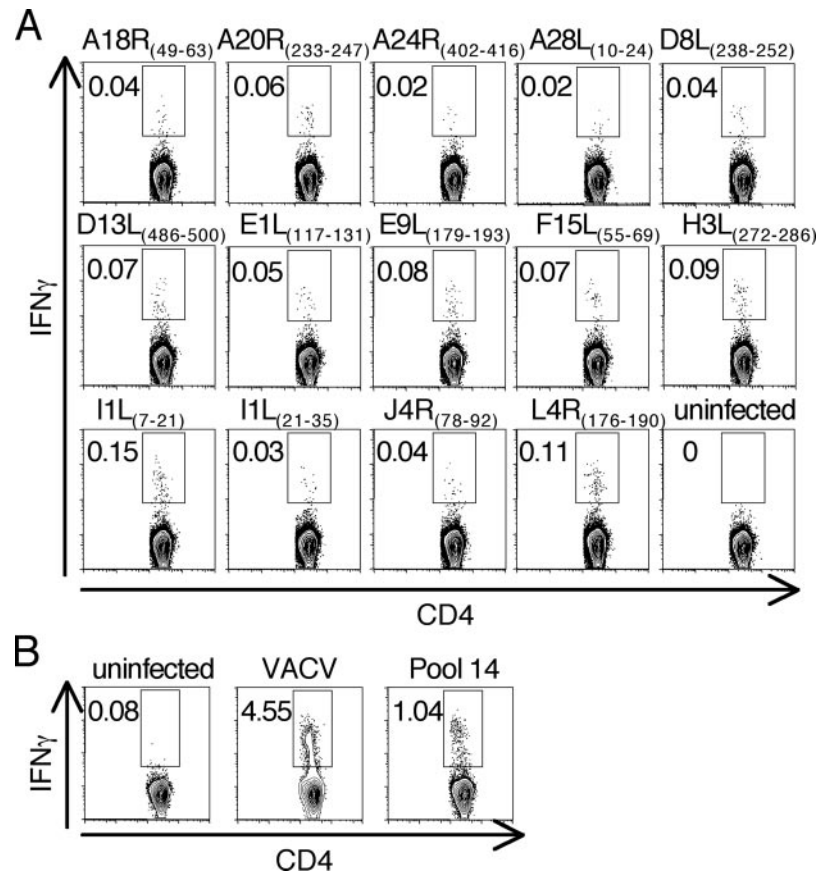 A
A18R(49-63) A20R(233-247) A24R(402-416) A28L(10-24) D8L(238-252)
0.04 0.06 0.02 0.02 0.04
D13L(486-500) E1L(117-131) E9L(179-193) F15L(55-69) H3L(272-286)
0.07 0.05 0.08 0.07 0.09
I1L(7-21) I1L(21-35) J4R(78-92) L4R(176-190) uninfected
0.15 0.03 0.04 0.11 0
IFNγ
CD4
B
uninfected VACV Pool 14
0.08 4.55 1.04
IFNγ
CD4